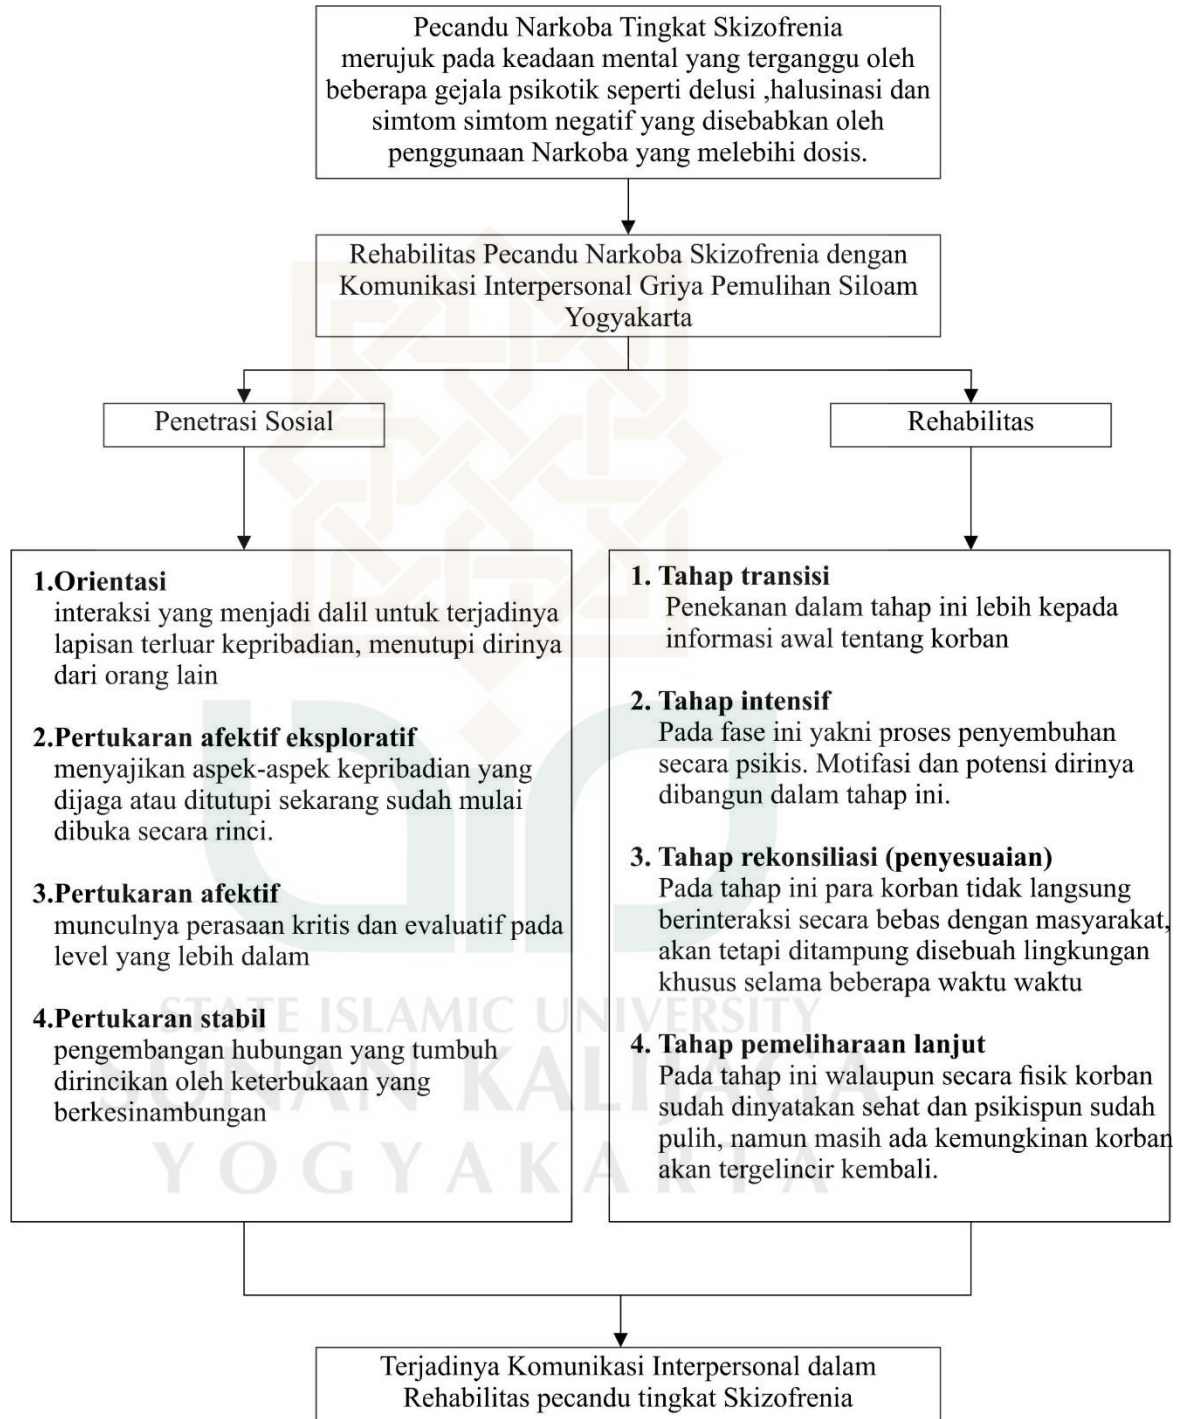 Pecandu Narkoba Tingkat Skizofrenia
merujuk pada keadaan mental yang terganggu oleh
beberapa gejala psikotik seperti delusi ,halusinasi dan
simtom simtom negatif yang disebabkan oleh
penggunaan Narkoba yang melebihi dosis.
Rehabilitas Pecandu Narkoba Skizofrenia dengan
Komunikasi Interpersonal Griya Pemulihan Siloam
Yogyakarta
Penetrasi Sosial
Rehabilitas
1.Orientasi
interaksi yang menjadi dalil untuk terjadinya
lapisan terluar kepribadian, menutupi dirinya
dari orang lain
2.Pertukaran afektif eksploratif
menyajikan aspek-aspek kepribadian yang
dijaga atau ditutupi sekarang sudah mulai
dibuka secara rinci.
3.Pertukaran afektif
munculnya perasaan kritis dan evaluatif pada
level yang lebih dalam
4.Pertukaran stabil
pengembangan hubungan yang tumbuh
dirincikan oleh keterbukaan yang
berkesinambungan
1. Tahap transisi
Penekanan dalam tahap ini lebih kepada
informasi awal tentang korban
2. Tahap intensif
Pada fase ini yakni proses penyembuhan
secara psikis. Motifasi dan potensi dirinya
dibangun dalam tahap ini.
3. Tahap rekonsiliasi (penyesuaian)
Pada tahap ini para korban tidak langsung
berinteraksi secara bebas dengan masyarakat,
akan tetapi ditampung disebuah lingkungan
khusus selama beberapa waktu waktu
4. Tahap pemeliharaan lanjut
Pada tahap ini walaupun secara fisik korban
sudah dinyatakan sehat dan psikispun sudah
pulih, namun masih ada kemungkinan korban
akan tergelincir kembali.
STATE ISLAMIC UNIVERSITY
SUNAN KALIJAGA
YOGYAKARTA
Terjadinya Komunikasi Interpersonal dalam
Rehabilitas pecandu tingkat Skizofrenia